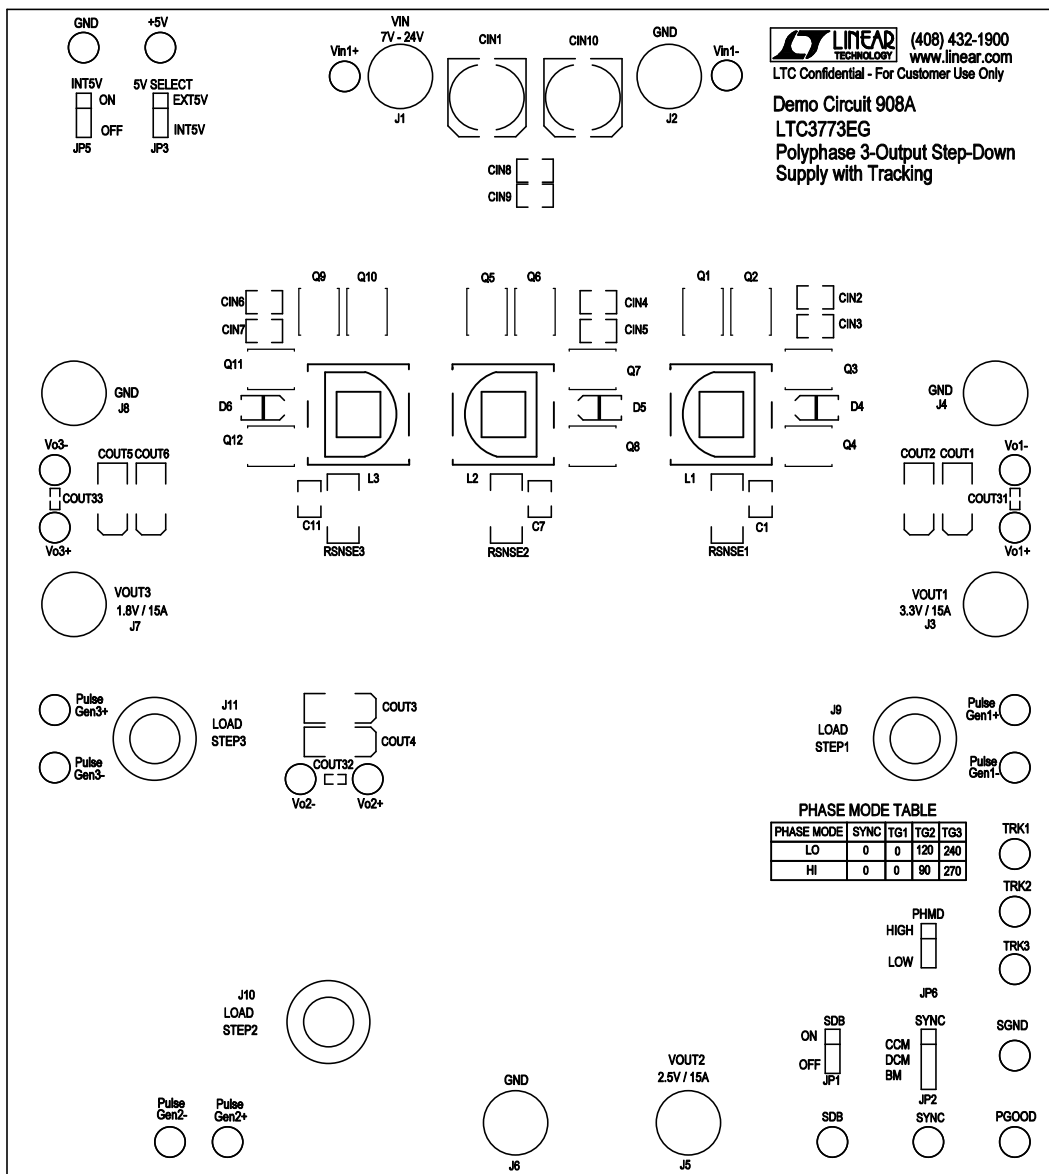 GND
+5V
VIN
7V - 24V
Vin1+
CIN1
CIN10
GND
Vin1-
J1
J2
LINEAR
TECHNOLOGY
(408) 432-1900
www.linear.com
LTC Confidential - For Customer Use Only
Demo Circuit 908A
LTC3773EG
Polyphase 3-Output Step-Down
Supply with Tracking
INT5V
ON
OFF
JP5
5V SELECT
EXT5V
INT5V
JP3
CIN8
CIN9
Q9
Q10
Q5
Q6
Q1
Q2
CIN6
CIN7
CIN4
CIN5
CIN2
CIN3
Q11
Q7
Q3
D6
D5
D4
Q12
Q8
Q4
GND
J8
GND
J4
Vo3-
COUT5
COUT6
COUT33
Vo3+
L3
C11
RSNSE3
L2
C7
RSNSE2
L1
C1
RSNSE1
COUT2
COUT1
Vo1-
COUT31
Vo1+
VOUT3
1.8V / 15A
J7
VOUT1
3.3V / 15A
J3
Pulse
Gen3+
Pulse
Gen3-
J11
LOAD
STEP3
COUT3
COUT4
COUT32
Vo2-
Vo2+
J9
LOAD
STEP1
Pulse
Gen1+
Pulse
Gen1-
PHASE MODE TABLE
PHASE MODE SYNC TG1 TG2 TG3
LO 0 0 120 240
HI 0 0 90 270
TRK1
TRK2
TRK3
PHMD
HIGH
LOW
JP6
J10
LOAD
STEP2
SDB
ON
OFF
JP1
SYNC
CCM
DCM
BM
JP2
SGND
Pulse
Gen2-
Pulse
Gen2+
GND
J6
VOUT2
2.5V / 15A
J5
SDB
SYNC
PGOOD